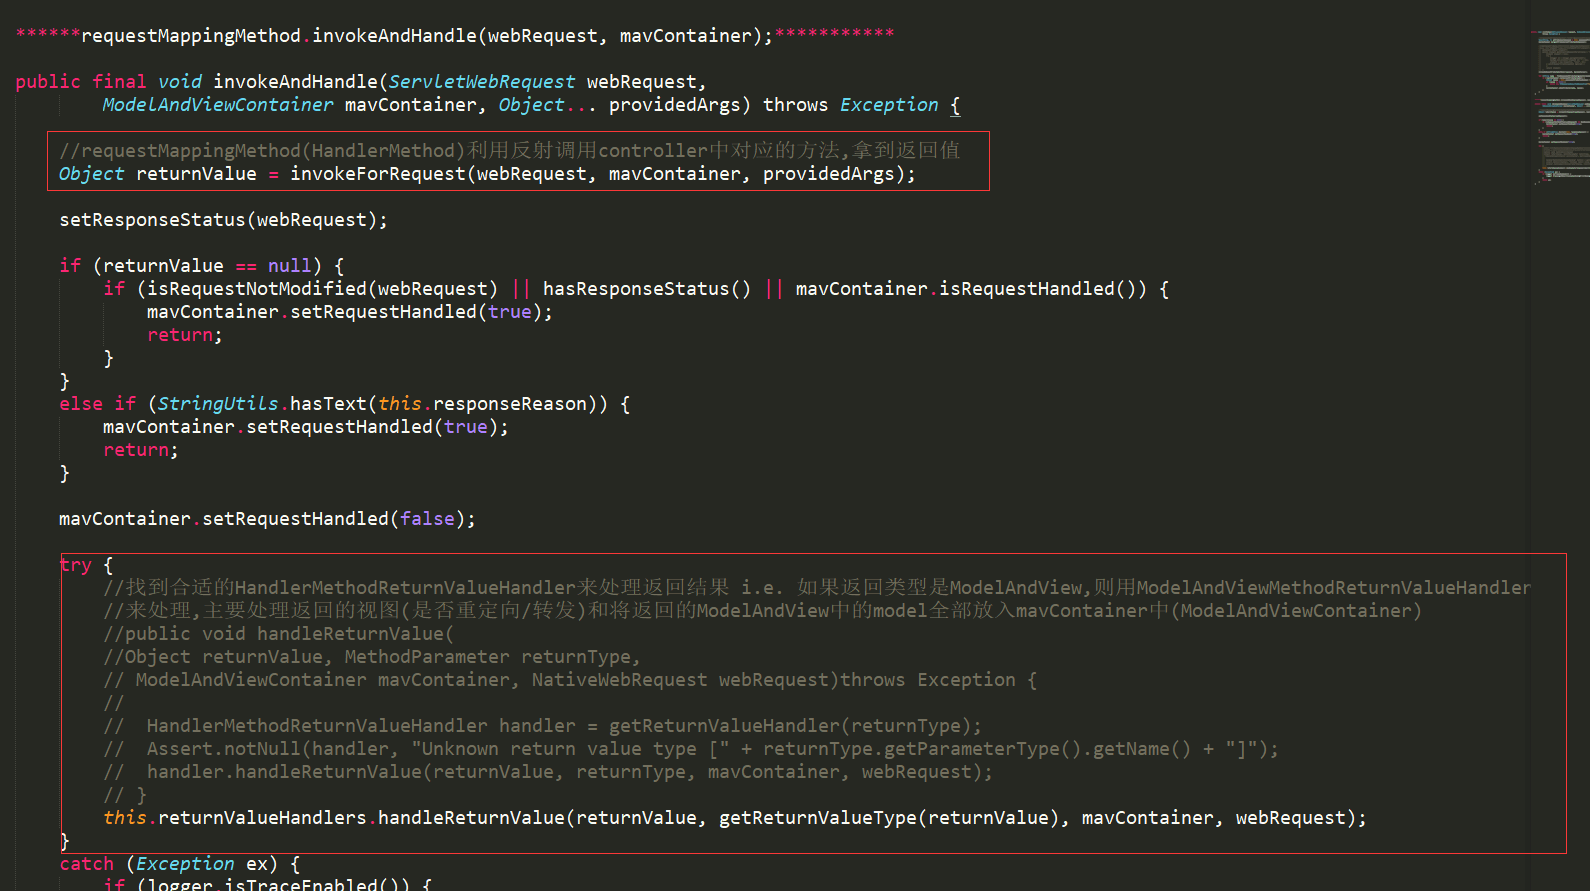 ******requestMappingMethod.invokeAndHandle(webRequest, mavContainer);***********
public final void invokeAndHandle(ServletWebRequest webRequest,
ModelAndViewContainer mavContainer, Object... providedArgs) throws Exception {
//requestMappingMethod(HandlerMethod)利用反射调用controller中对应的方法,拿到返回值
Object returnValue = invokeForRequest(webRequest, mavContainer, providedArgs);
setResponseStatus(webRequest);
if (returnValue == null) {
if (isRequestNotModified(webRequest) || hasResponseStatus() || mavContainer.isRequestHandled()) {
mavContainer.setRequestHandled(true);
return;
}
}
else if (StringUtils.hasText(this.responseReason)) {
mavContainer.setRequestHandled(true);
return;
}
mavContainer.setRequestHandled(false);
try {
//找到合适的HandlerMethodReturnValueHandler来处理返回结果 i.e. 如果返回类型是ModelAndView,则用ModelAndViewMethodReturnValueHandler
//来处理,主要处理返回的视图(是否重定向/转发)和将返回的ModelAndView中的model全部放入mavContainer中(ModelAndViewContainer)
//public void handleReturnValue(
//Object returnValue, MethodParameter returnType,
// ModelAndViewContainer mavContainer, NativeWebRequest webRequest)throws Exception {
//
// HandlerMethodReturnValueHandler handler = getReturnValueHandler(returnType);
// Assert.notNull(handler, "Unknown return value type [" + returnType.getParameterType().getName() + "]");
// handler.handleReturnValue(returnValue, returnType, mavContainer, webRequest);
// }
this.returnValueHandlers.handleReturnValue(returnValue, getReturnValueType(returnValue), mavContainer, webRequest);
}
catch (Exception ex) {
if (logger.isTraceEnabled()) {